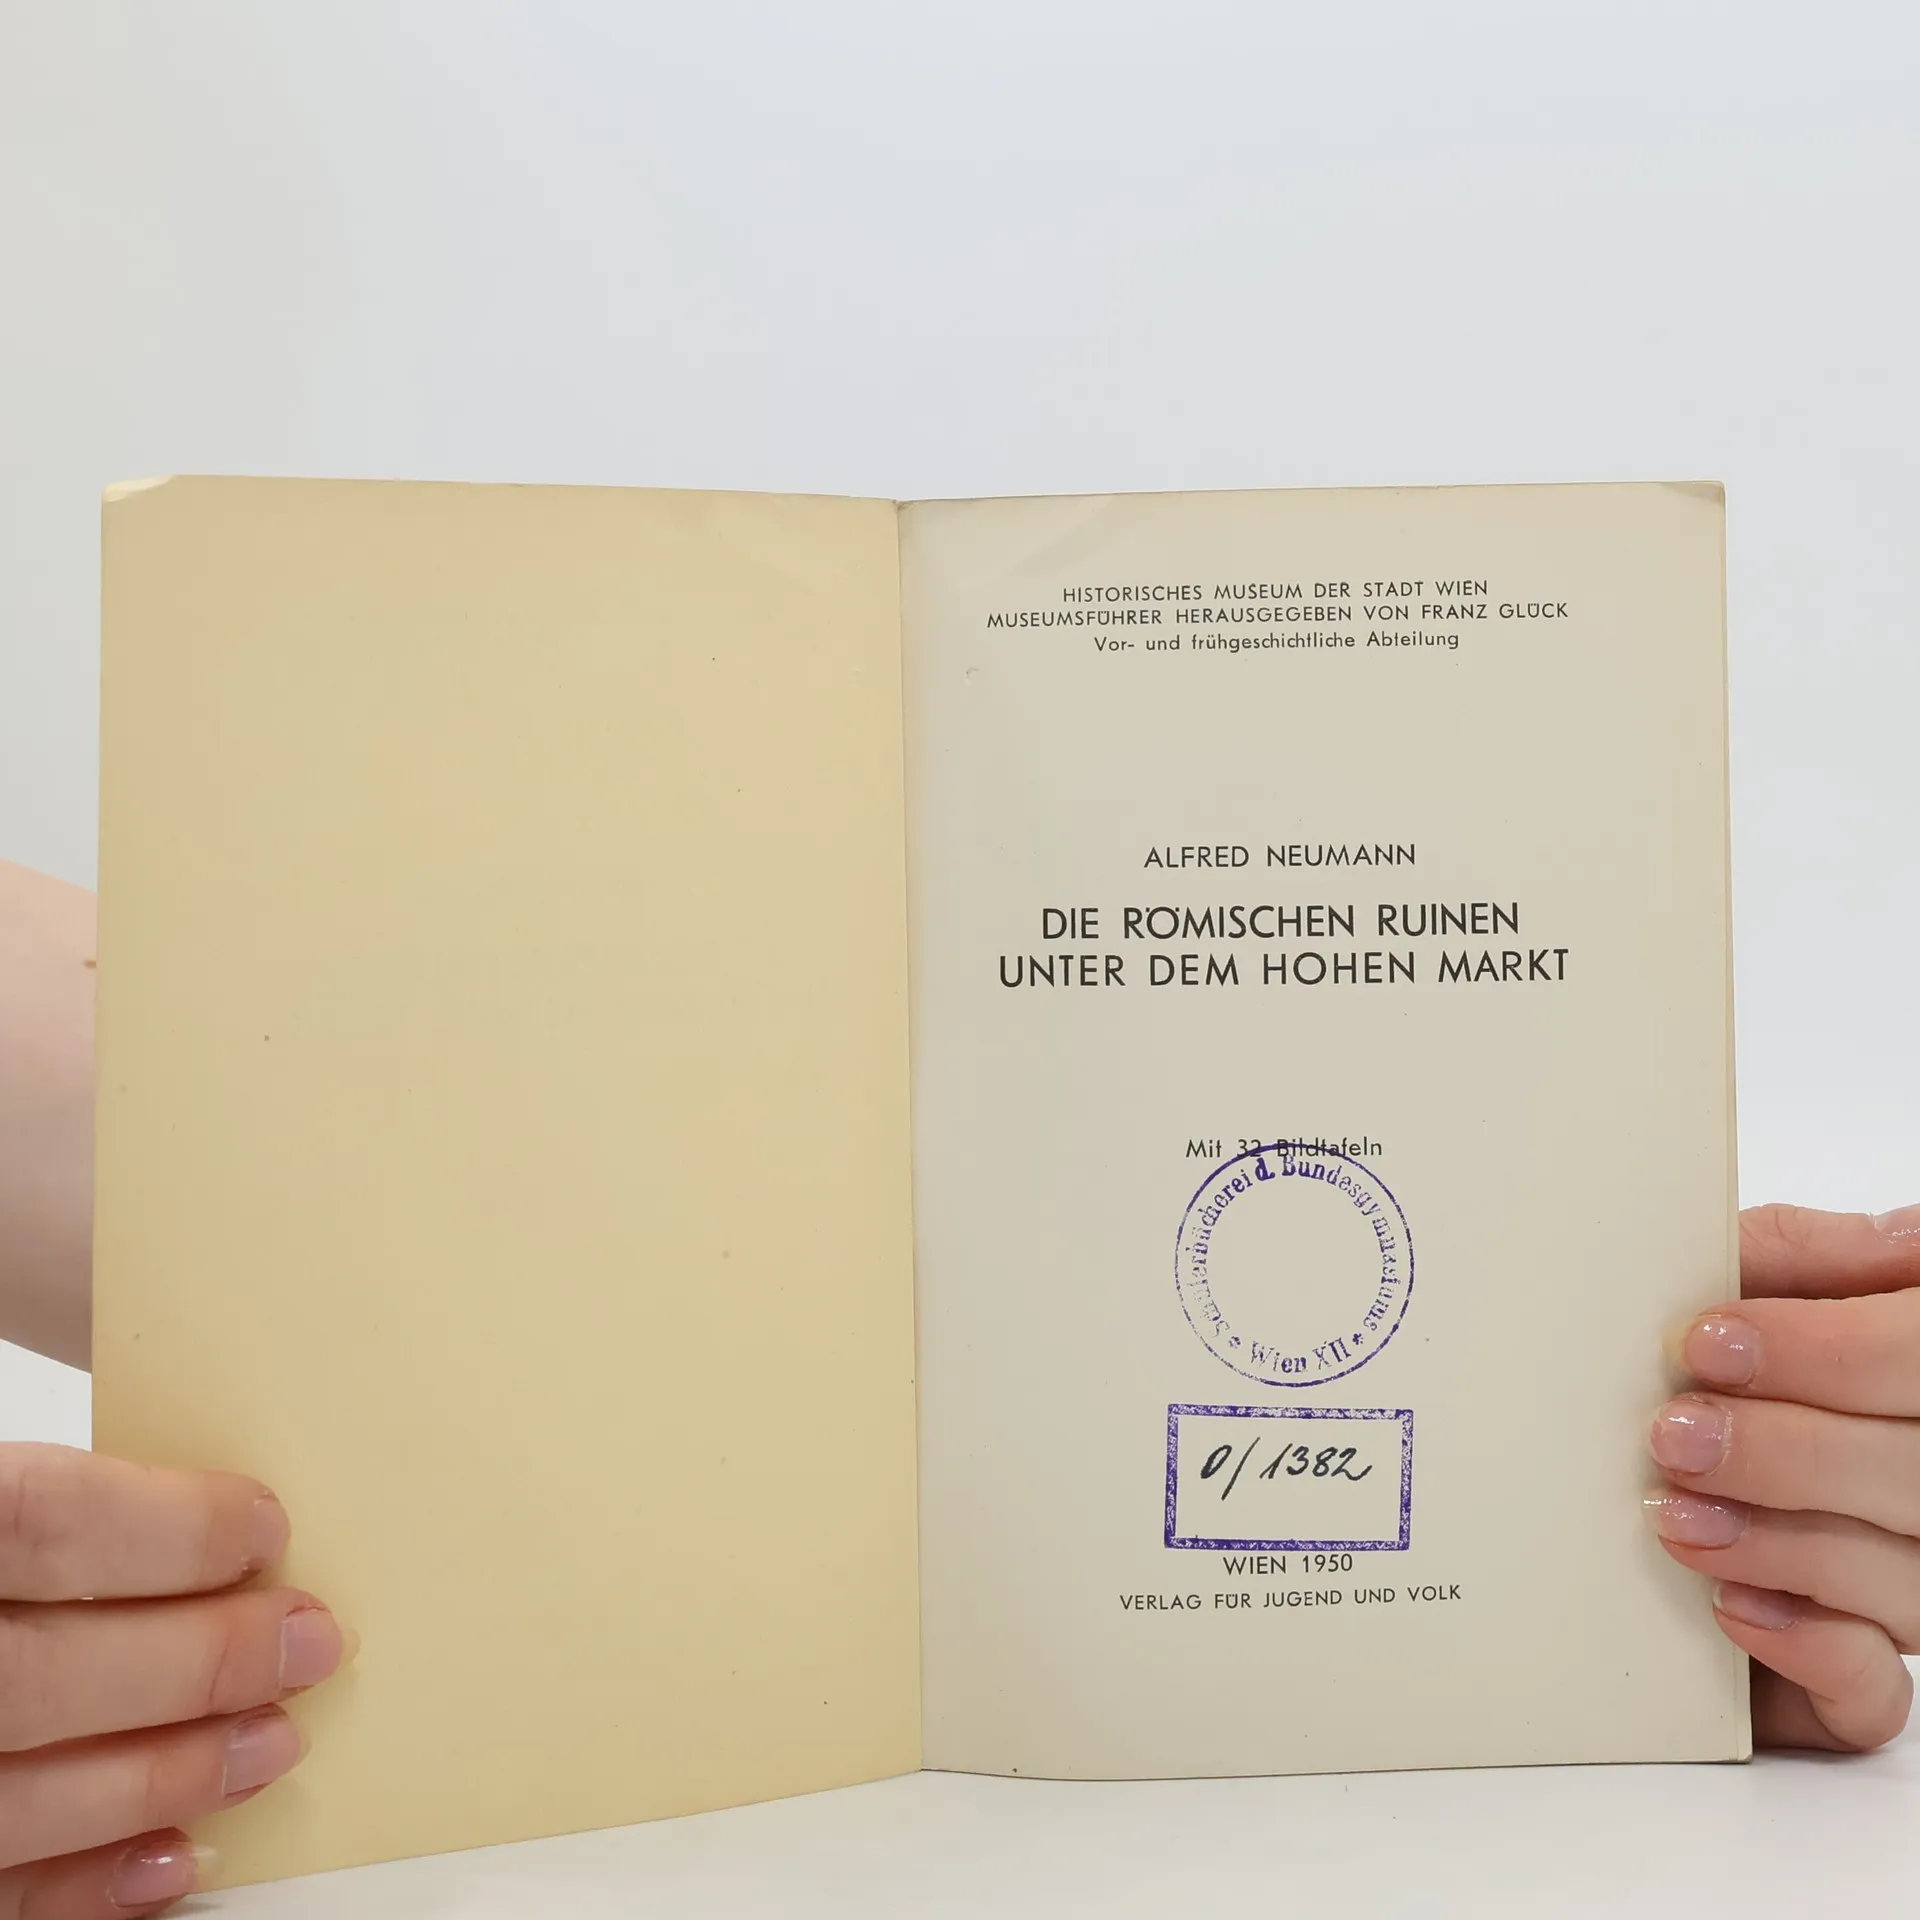 HISTORISCHES MUSEUM DER STADT WIEN
MUSEUMSFÜHRER HERAUSGEGEBEN VON FRANZ GLÜCK
Vor- und frühgeschichtliche Abteilung
ALFRED NEUMANN
DIE RÖMISCHEN RUINEN
UNTER DEM HOHEN MARKT
Mit 32 Bildtafeln
Schülerbücherei d. Bundesgymnasiums
* Wien XII *
0/1382
WIEN 1950
VERLAG FÜR JUGEND UND VOLK